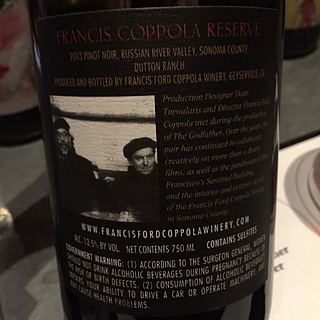 FRANCIS COPPOLA RESERVE
2013 PINOT NOIR, RUSSIAN RIVER VALLEY, SONOMA COUNTY
DUTTON RANCH
PRODUCED AND BOTTLED BY FRANCIS FORD COPPOLA WINERY, GEYSERVILLE, CA
Production Designer Dean
Tavoularis and Director Francis Ford
Coppola met during the production
of The Godfather. Over the years, the
pair has continued to collaborate
creatively on more than a dozen
films, as well as the penthouse of San
Francisco's Sentinel Building
and the interior and exterior design
of the Francis Ford Coppola Winery
in Sonoma County.
WWW.FRANCISFORDCOPPOLAWINERY.COM
ALC. 13.5% BY VOL. NET CONTENTS 750 ML CONTAINS SULFITES
GOVERNMENT WARNING: (1) ACCORDING TO THE SURGEON GENERAL, WOMEN
SHOULD NOT DRINK ALCOHOLIC BEVERAGES DURING PREGNANCY BECAUSE OF
THE RISK OF BIRTH DEFECTS. (2) CONSUMPTION OF ALCOHOLIC BEVERAGES
IMPAIRS YOUR ABILITY TO DRIVE A CAR OR OPERATE MACHINERY, AND
MAY CAUSE HEALTH PROBLEMS.